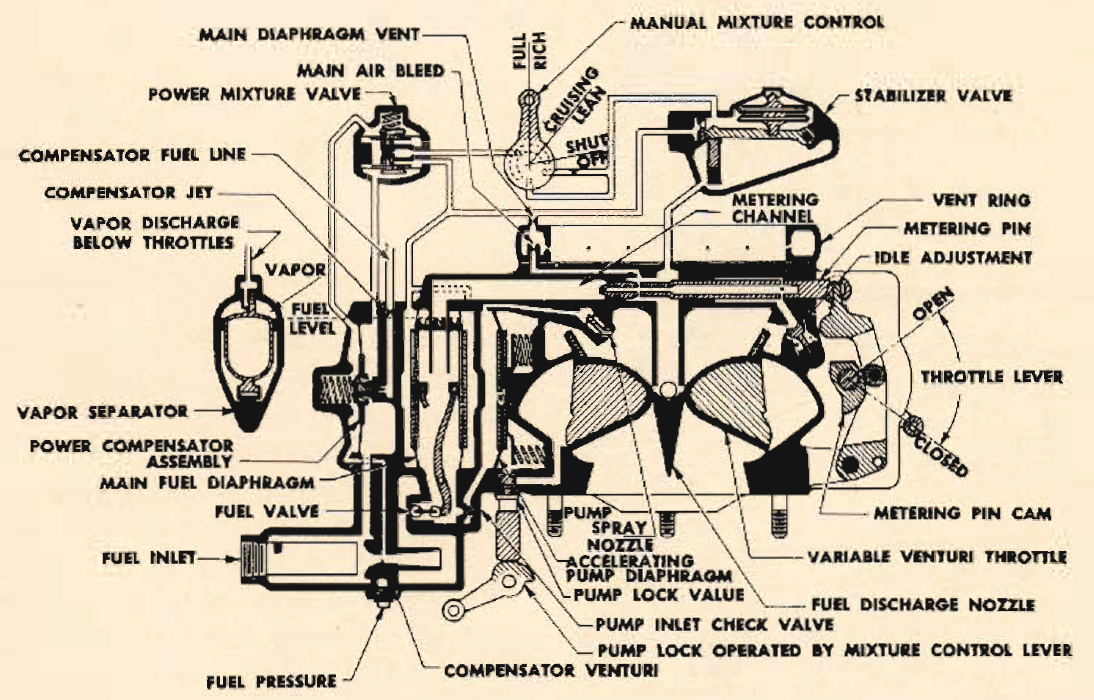 MANUAL MIXTURE CONTROL
MAIN DIAPHRAGM VENT
FULL
RICH
MAIN AIR BLEED
CRUISING
LEAN
POWER MIXTURE VALVE
STABILIZER VALVE
SHUT
OFF
COMPENSATOR FUEL LINE
COMPENSATOR JET
METERING
CHANNEL
VENT RING
VAPOR DISCHARGE
BELOW THROTTLES
METERING PIN
IDLE ADJUSTMENT
VAPOR
FUEL
LEVEL
OPEN
THROTTLE LEVER
VAPOR SEPARATOR
CLOSED
POWER COMPENSATOR
ASSEMBLY
MAIN FUEL DIAPHRAGM
FUEL VALVE
PUMP
SPRAY
NOZZLE
METERING PIN CAM
FUEL INLET
ACCELERATING
PUMP DIAPHRAGM
VARIABLE VENTURI THROTTLE
PUMP LOCK VALUE
FUEL DISCHARGE NOZZLE
PUMP INLET CHECK VALVE
PUMP LOCK OPERATED BY MIXTURE CONTROL LEVER
COMPENSATOR VENTURI
FUEL PRESSURE